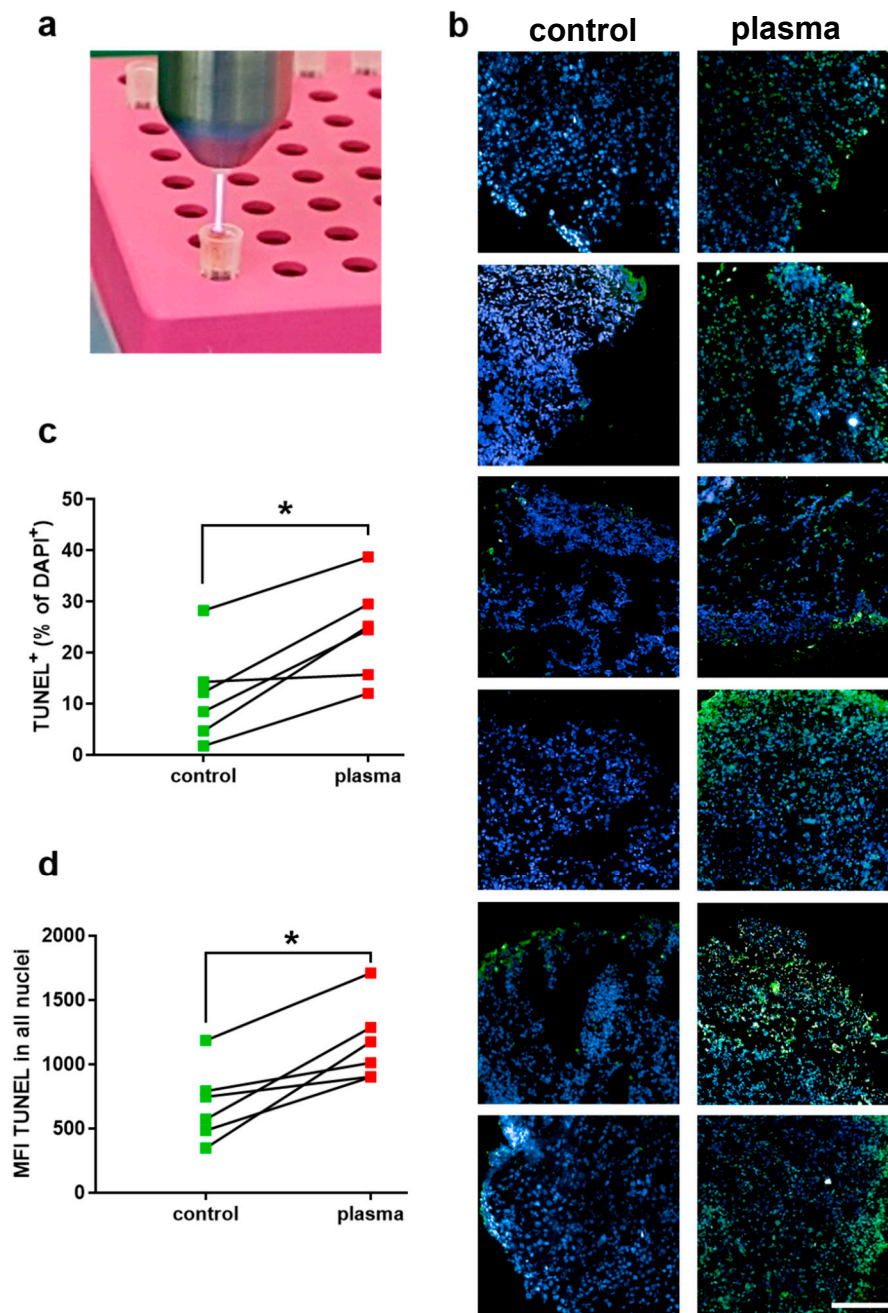 a
b
control
plasma
c
50
40
30
20
10
0
TUNEL+ (% of DAPI+)
*
control
plasma
d
2000
1500
1000
500
0
MFI TUNEL in all nuclei
*
control
plasma